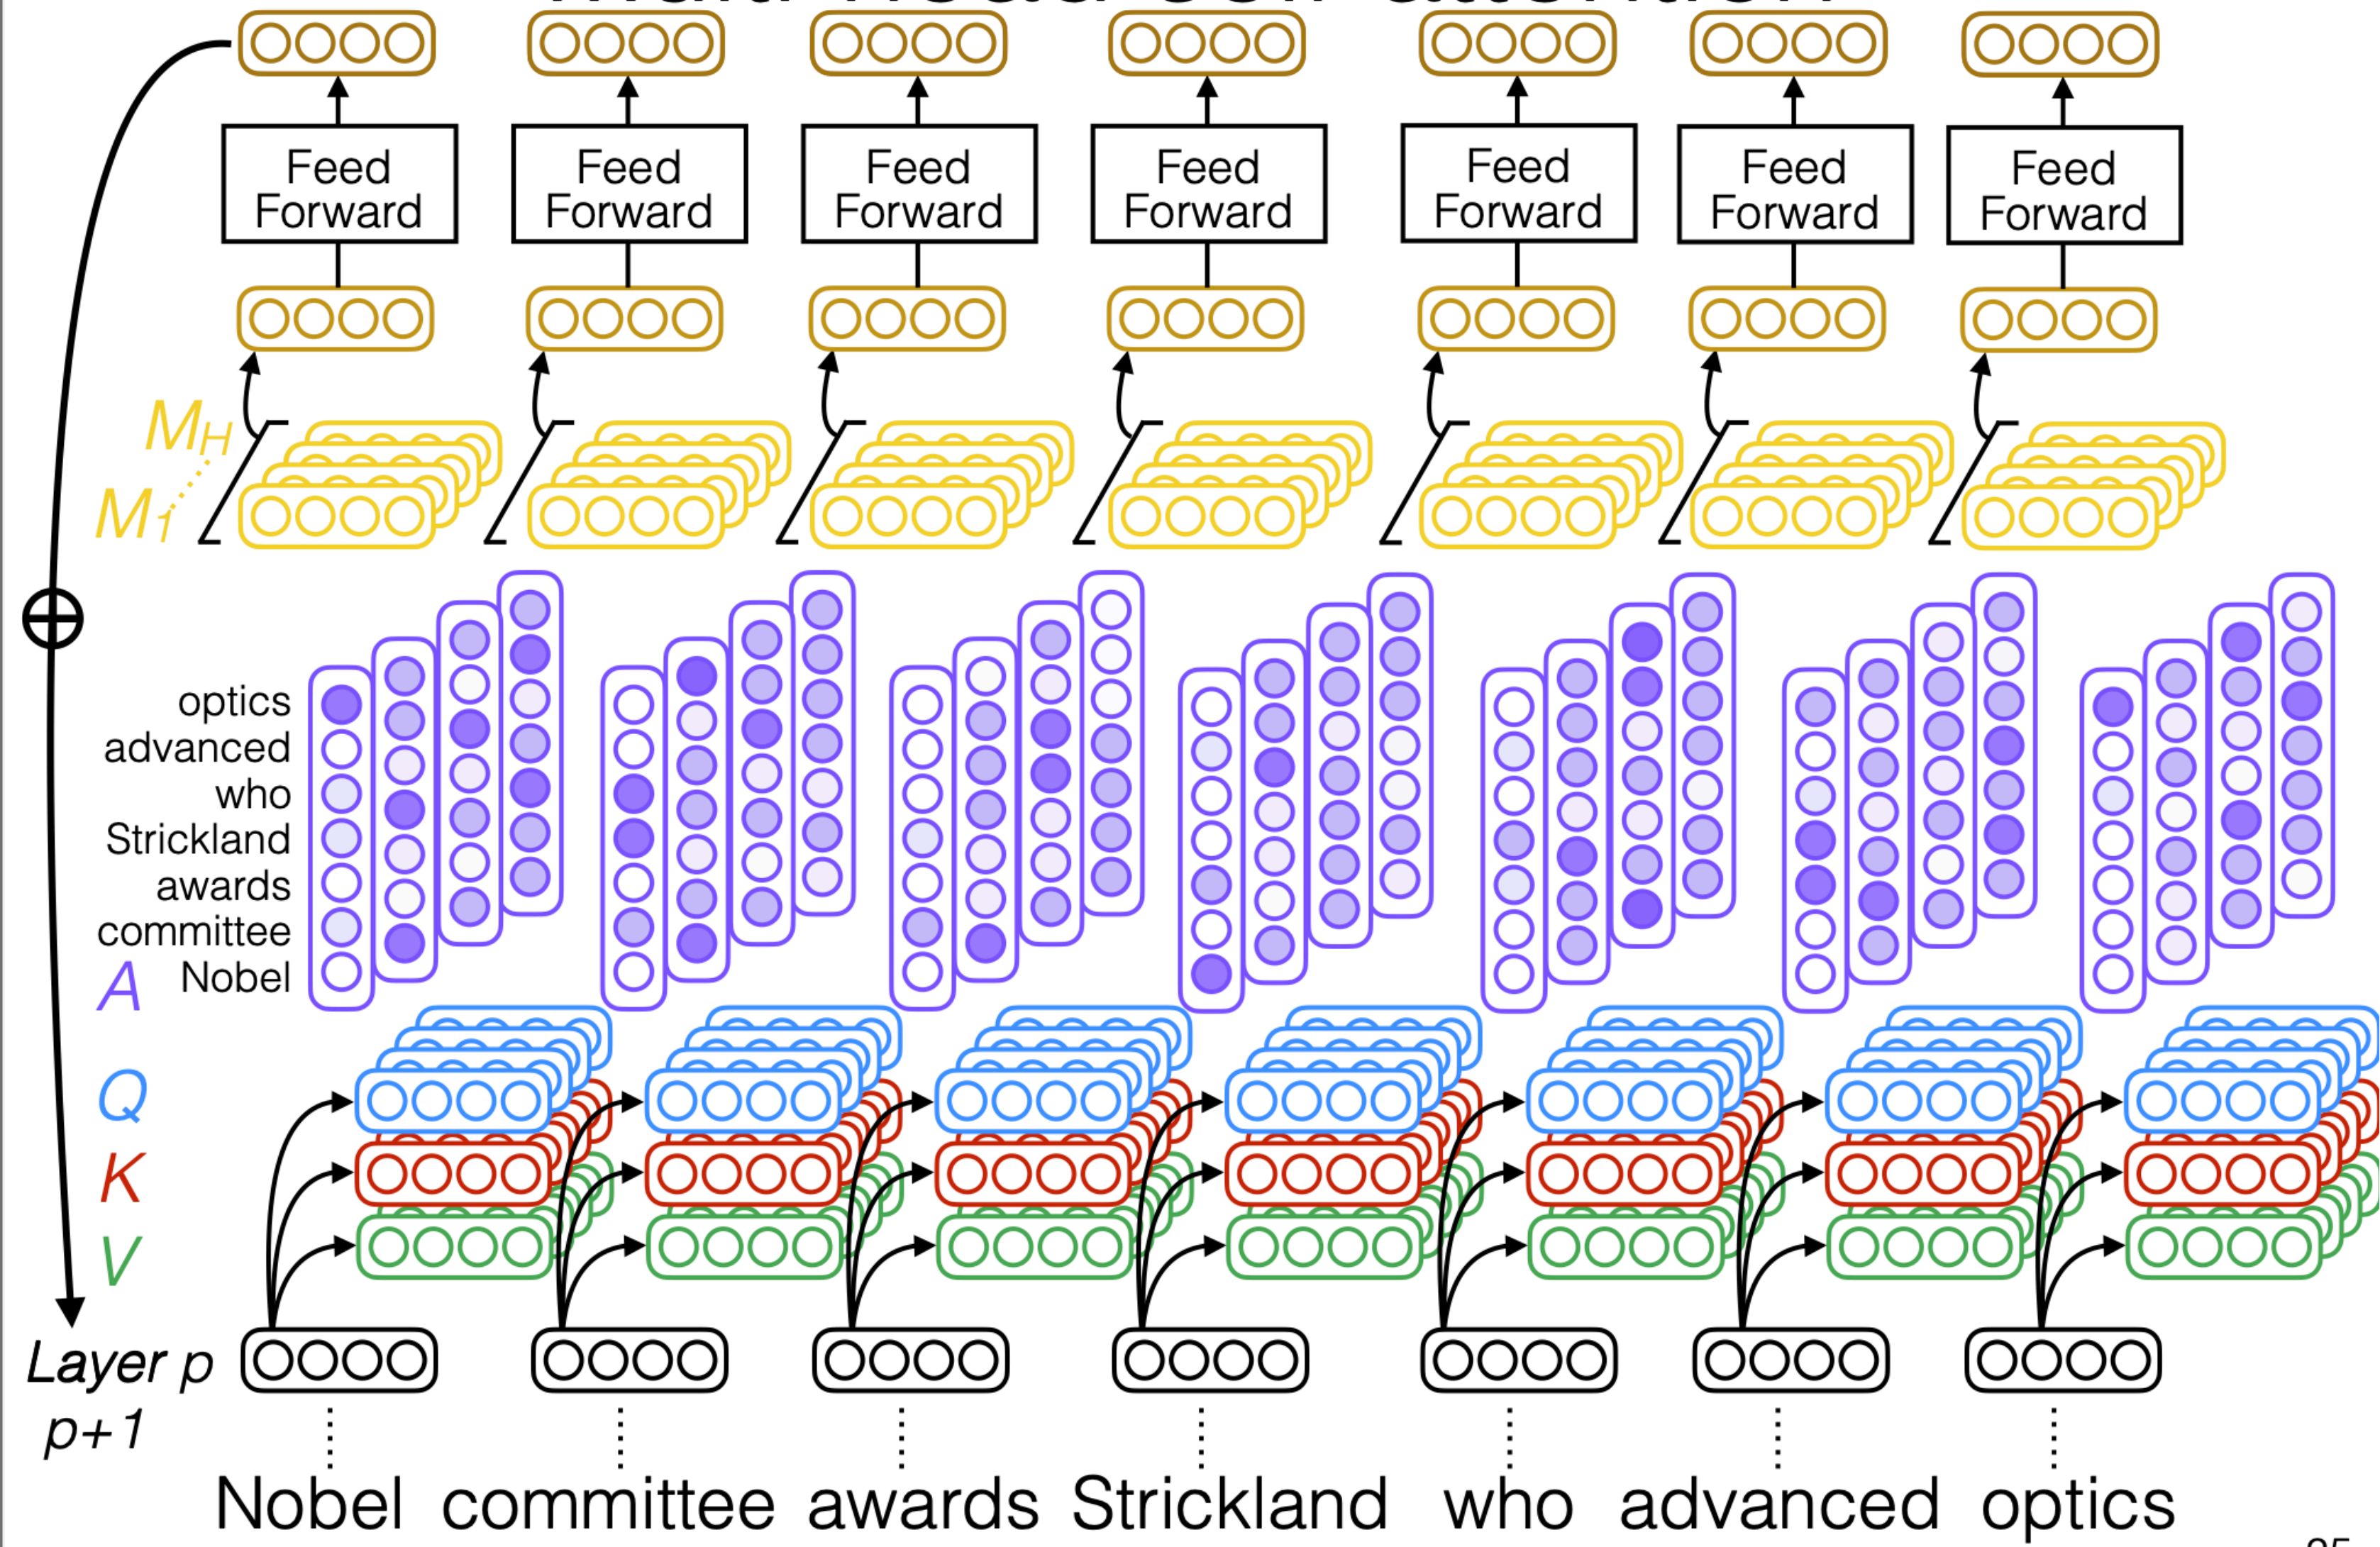 Feed Forward Feed Forward Feed Forward Feed Forward Feed Forward Feed Forward Feed Forward
M_H
M_1
optics
advanced
who
Strickland
awards
committee
A Nobel
Q
K
V
Layer p
p+1
Nobel committee awards Strickland who advanced optics